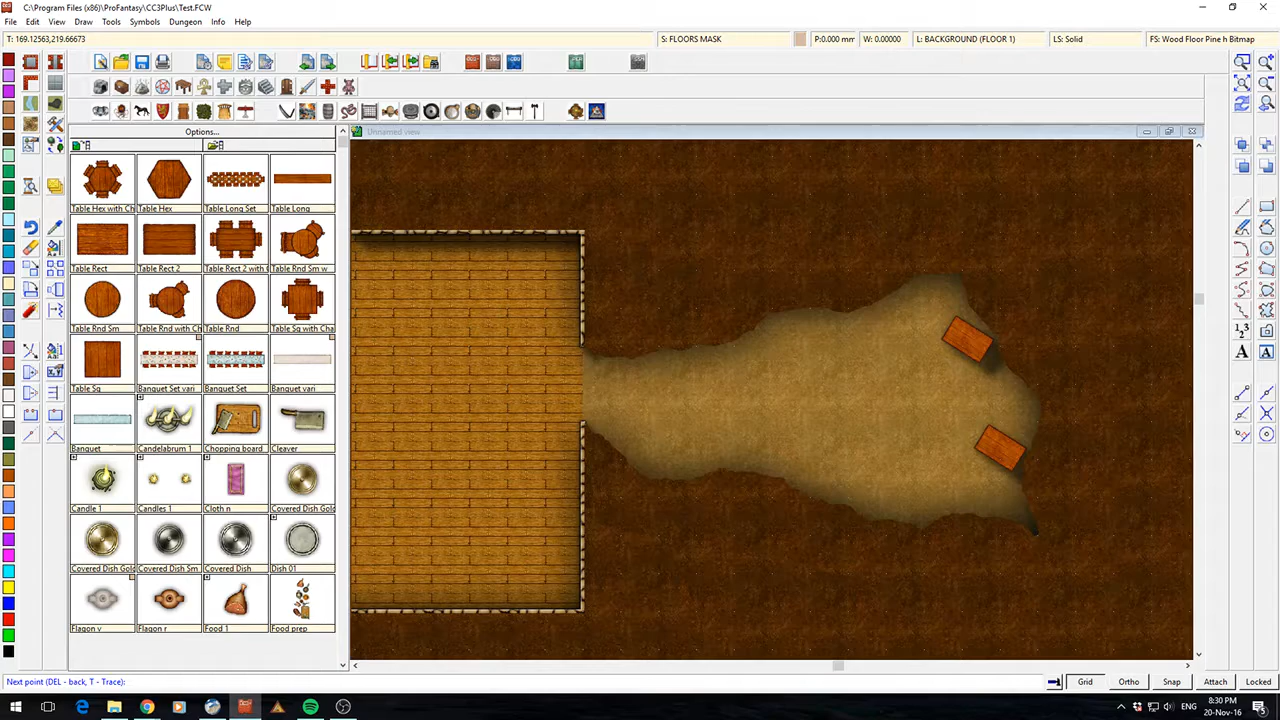 C:\Program Files (x86)\ProFantasy\CC3Plus\Test.FCW
File Edit View Draw Tools Symbols Dungeon Info Help
T: 169.12563,219.66673 S: FLOORS MASK P:0.000 mm W: 0.00000 L: BACKGROUND (FLOOR 1) LS: Solid FS: Wood Floor Pine h Bitmap
Options...
Unnamed view
Table Hex with Ch Table Hex Table Long Set Table Long
Table Rect Table Rect 2 Table Rect 2 with Table Rnd Sm w
Table Rnd Sm Table Rnd with Ch Table Rnd Table Sq with Cha
Table Sq Banquet Set vari Banquet Set Banquet vari
Banquet Candelabrum 1 Chopping board Cleaver
Candle 1 Candles 1 Cloth n Covered Dish Gold
Covered Dish Gold Covered Dish Sm Covered Dish Dish 01
Flagon v Flagon r Food 1 Food prep
1 2 3
A A
Next point (DEL - back, T - Trace): Grid Ortho Snap Attach Locked
ENG 8:30 PM
20-Nov-16